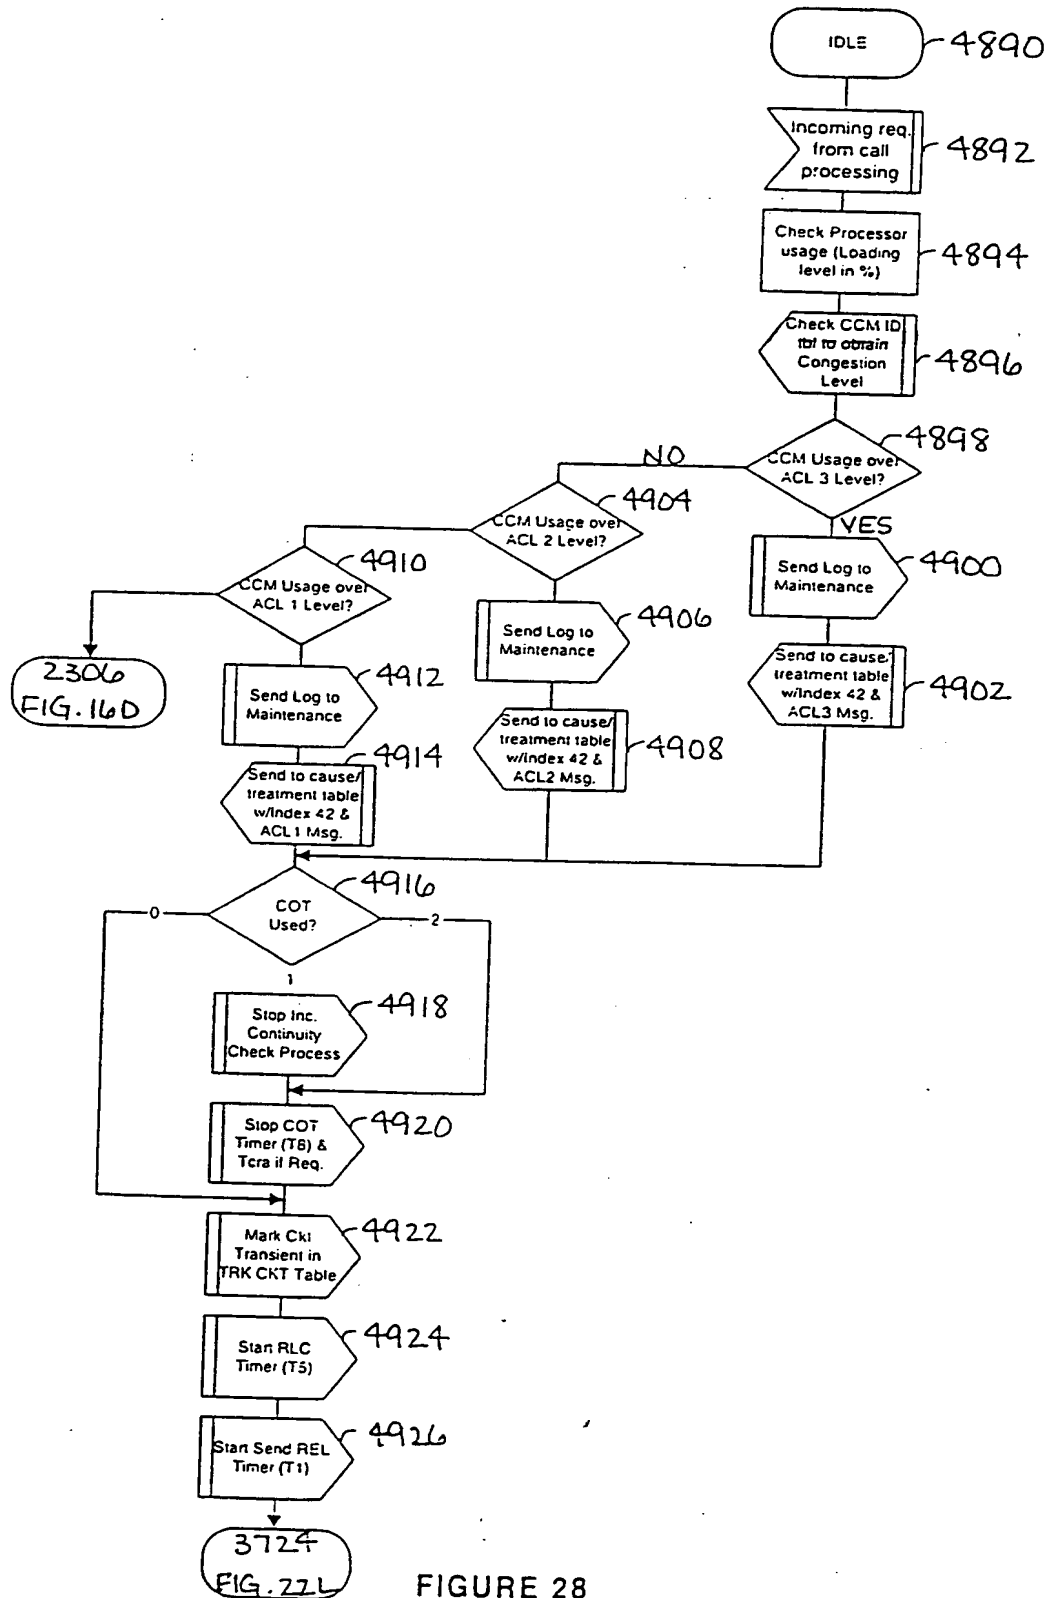 IDLE
4890
Incoming req.
from call
processing
4892
Check Processor
usage (Loading
level in %)
4894
Check CCM ID
tbl to obtain
Congestion
Level
4896
CCM Usage over
ACL 3 Level?
4898
NO
YES
CCM Usage over
ACL 2 Level?
4904
CCM Usage over
ACL 1 Level?
4910
Send Log to
Maintenance
4900
Send Log to
Maintenance
4906
2306
FIG. 16D
Send Log to
Maintenance
4912
Send to cause/
treatment table
w/Index 42 &
ACL3 Msg.
4902
Send to cause/
treatment table
w/Index 42 &
ACL2 Msg.
4908
Send to cause/
treatment table
w/Index 42 &
ACL1 Msg.
4914
COT
Used?
4916
0
2
1
Stop Inc.
Continuity
Check Process
4918
Stop COT
Timer (T8) &
Tcra if Req.
4920
Mark Ckt
Transient in
TRK CKT Table
4922
Start RLC
Timer (T5)
4924
Start Send REL
Timer (T1)
4926
3724
FIG. 22L
FIGURE 28